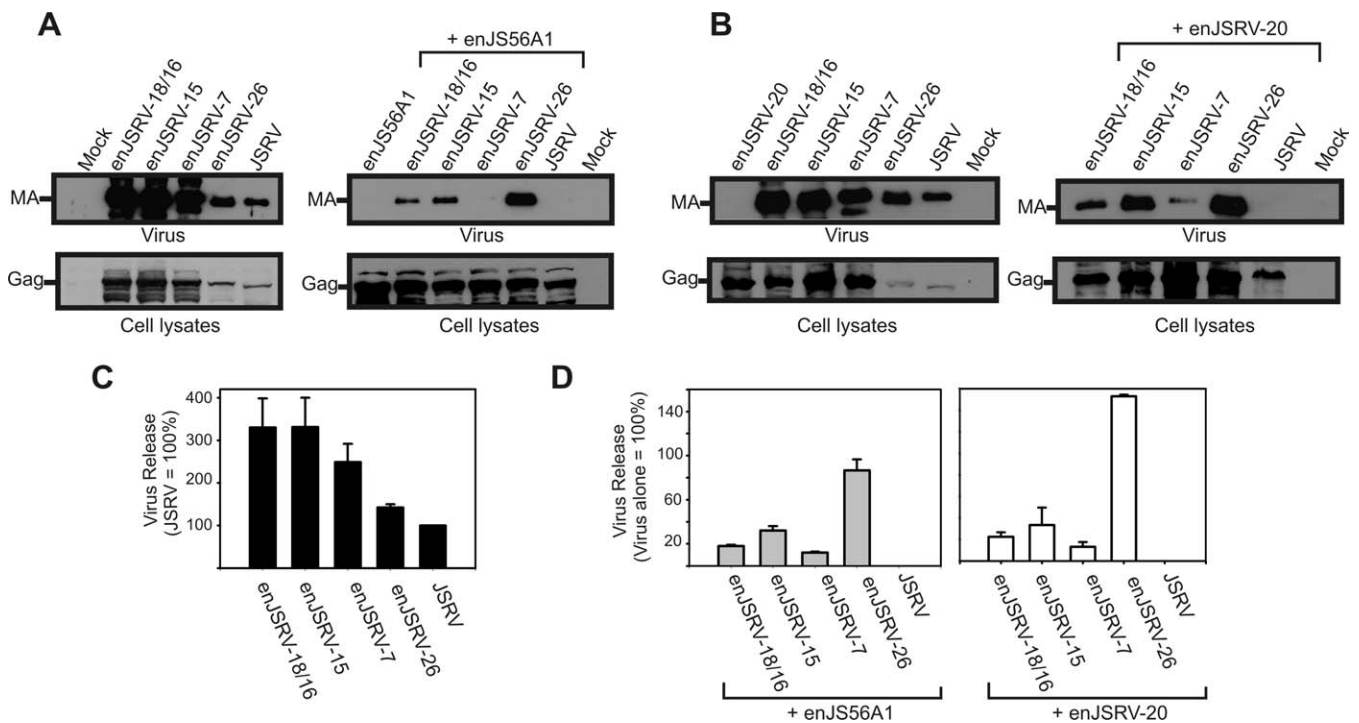 A
+ enJS56A1
Mock
enJSRV-18/16
enJSRV-15
enJSRV-7
enJSRV-26
JSRV
enJS56A1
enJSRV-18/16
enJSRV-15
enJSRV-7
enJSRV-26
JSRV
Mock
MA
Virus
MA
Virus
Gag
Cell lysates
Gag
Cell lysates
B
+ enJSRV-20
enJSRV-20
enJSRV-18/16
enJSRV-15
enJSRV-7
enJSRV-26
JSRV
Mock
enJSRV-18/16
enJSRV-15
enJSRV-7
enJSRV-26
JSRV
Mock
MA
Virus
MA
Virus
Gag
Cell lysates
Gag
Cell lysates
C
Virus Release
(JSRV = 100%)
400
300
200
100
enJSRV-18/16
enJSRV-15
enJSRV-7
enJSRV-26
JSRV
D
Virus Release
(Virus alone = 100%)
140
100
60
20
enJSRV-18/16
enJSRV-15
enJSRV-7
enJSRV-26
JSRV
+ enJS56A1
enJSRV-18/16
enJSRV-15
enJSRV-7
enJSRV-26
JSRV
+ enJSRV-20